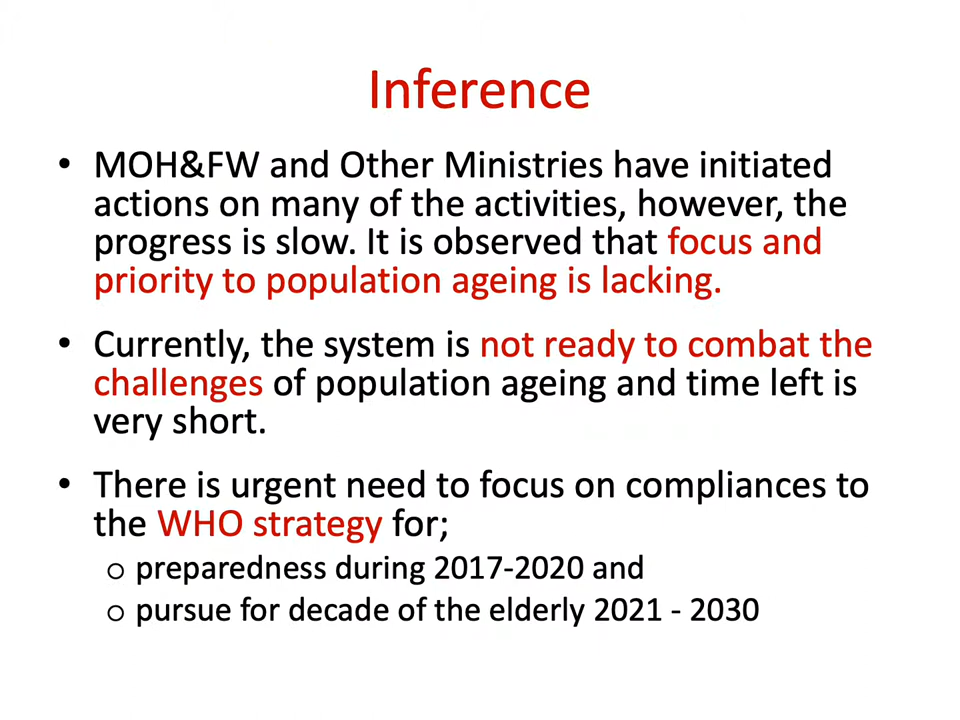 Inference
• MOH&FW and Other Ministries have initiated
actions on many of the activities, however, the
progress is slow. It is observed that focus and
priority to population ageing is lacking.
• Currently, the system is not ready to combat the
challenges of population ageing and time left is
very short.
• There is urgent need to focus on compliances to
the WHO strategy for;
o preparedness during 2017-2020 and
o pursue for decade of the elderly 2021 - 2030